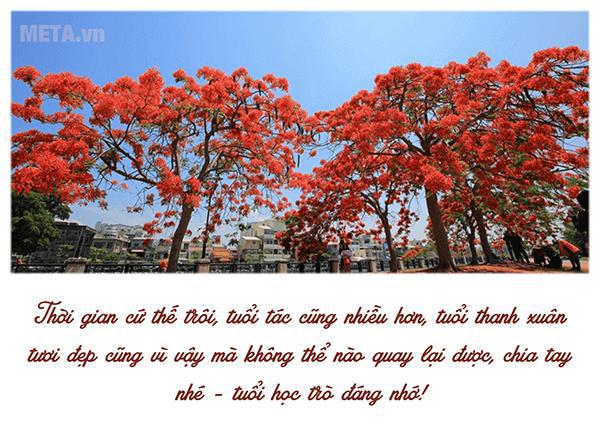 META.vn
Thời gian cứ thế trôi, tuổi tác cũng nhiều hơn, tuổi thanh xuân
tươi đẹp cũng vì vậy mà không thể nào quay lại được, chia tay
nhé - tuổi học trò đáng nhớ!